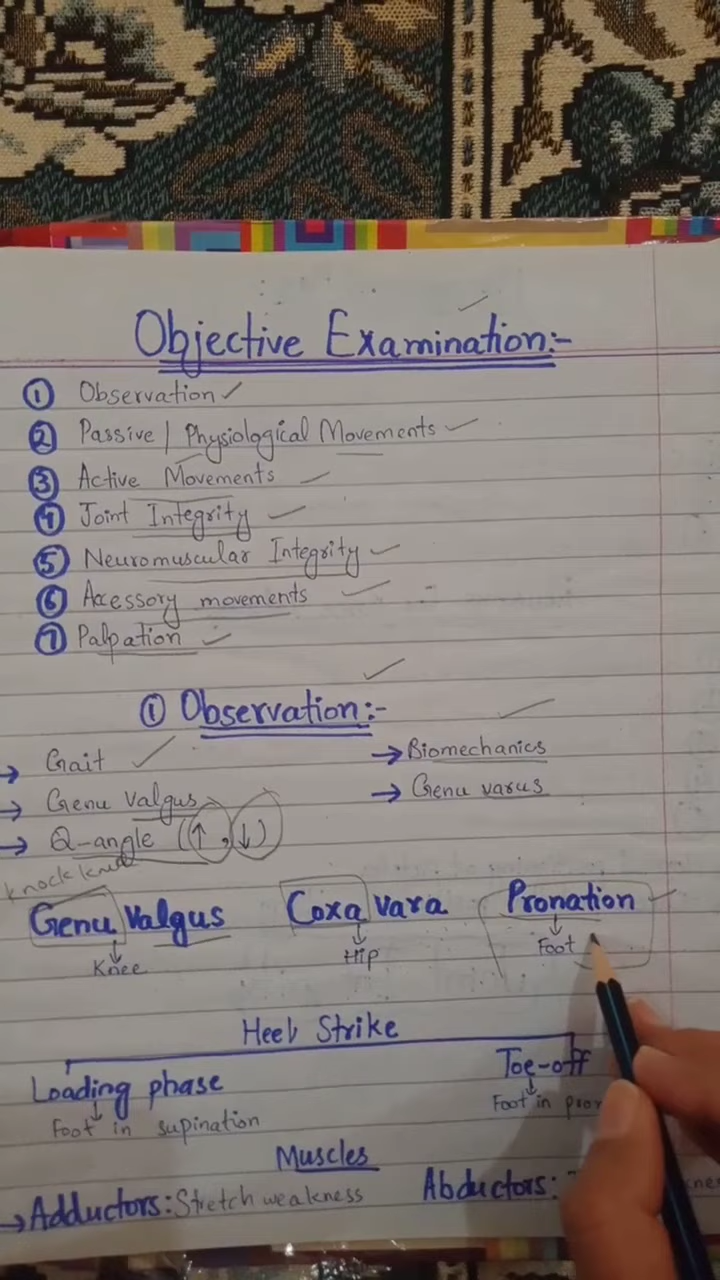 Objective Examination:-
① Observation ✓
② Passive / Physiological Movements
③ Active Movements
④ Joint Integrity
⑤ Neuromuscular Integrity
⑥ Accessory movements
⑦ Palpation
① Observation:-
→ Gait → Biomechanics
→ Genu Valgus → Genu varus
→ Q-angle (↑, ↓)
knock knee
Genu Valgus Coxa vara Pronation
Knee Hip Foot
Heel Strike
Loading phase Toe-off
Foot in supination Foot in
Muscles
→ Adductors: Stretch weakness Abductors: